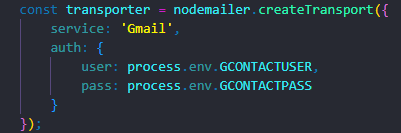 const transporter = nodemailer.createTransport({
    service: 'Gmail',
    auth: {
        user: process.env.GCONTACTUSER,
        pass: process.env.GCONTACTPASS
    }
});